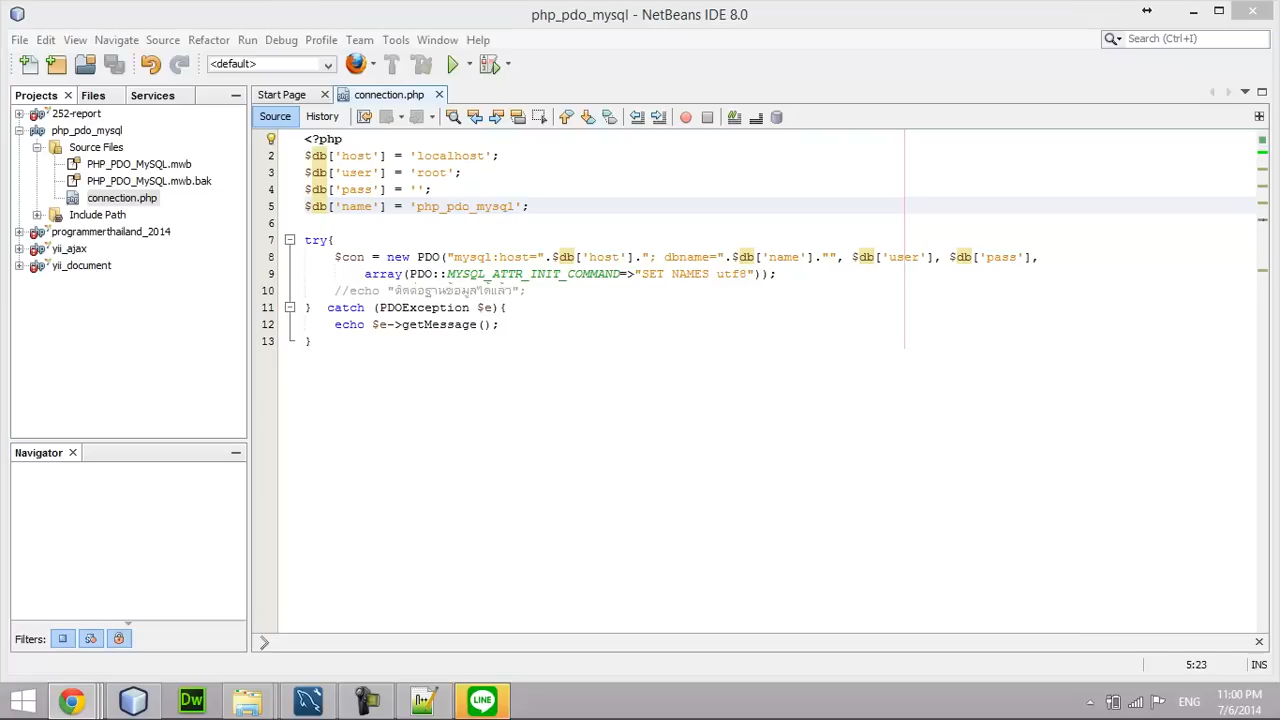 php_pdo_mysql - NetBeans IDE 8.0
File Edit View Navigate Source Refactor Run Debug Profile Team Tools Window Help
Search (Ctrl+I)
<default>
Projects Files Services
Start Page connection.php
Source History
252-report
php_pdo_mysql
Source Files
PHP_PDO_MySQL.mwb
PHP_PDO_MySQL.mwb.bak
connection.php
Include Path
programmerthailand_2014
yii_ajax
yii_document
<?php
2 $db['host'] = 'localhost';
3 $db['user'] = 'root';
4 $db['pass'] = '';
5 $db['name'] = 'php_pdo_mysql';
6
7 try{
8 $con = new PDO("mysql:host=".$db['host']."; dbname=".$db['name']."", $db['user'], $db['pass'],
9 array(PDO::MYSQL_ATTR_INIT_COMMAND=>"SET NAMES utf8"));
10 //echo "ติดต่อฐานข้อมูลได้แล้ว";
11 } catch (PDOException $e){
12 echo $e->getMessage();
13 }
Navigator
Filters:
5:23 INS
Dw
n++
LINE
ENG
11:00 PM
7/6/2014